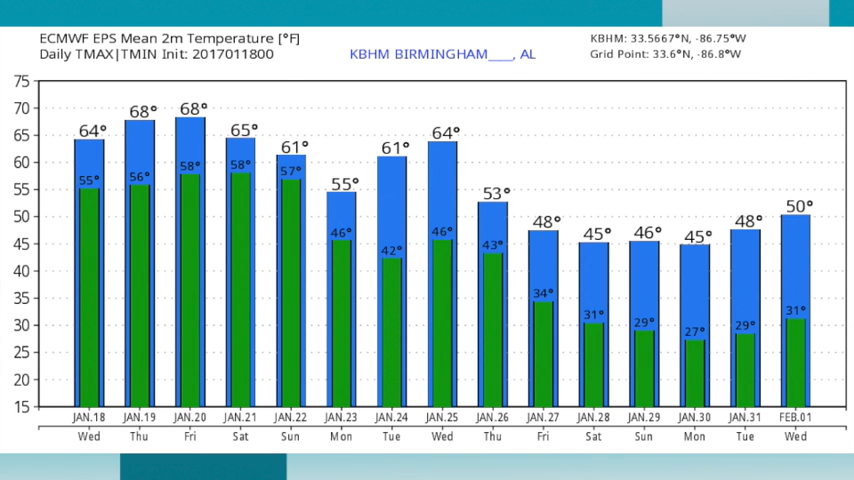 ECMWF EPS Mean 2m Temperature [°F]
Daily TMAX|TMIN Init: 2017011800
KBHM BIRMINGHAM____, AL
KBHM: 33.5667°N, -86.75°W
Grid Point: 33.6°N, -86.8°W
75
70
65
60
55
50
45
40
35
30
25
20
15
64° 68° 68° 65° 61° 55° 61° 64° 53° 48° 45° 46° 45° 48° 50°
55° 56° 58° 58° 57° 46° 42° 46° 43° 34° 31° 29° 27° 29° 31°
JAN.18 JAN.19 JAN.20 JAN.21 JAN.22 JAN.23 JAN.24 JAN.25 JAN.26 JAN.27 JAN.28 JAN.29 JAN.30 JAN.31 FEB.01
Wed Thu Fri Sat Sun Mon Tue Wed Thu Fri Sat Sun Mon Tue Wed